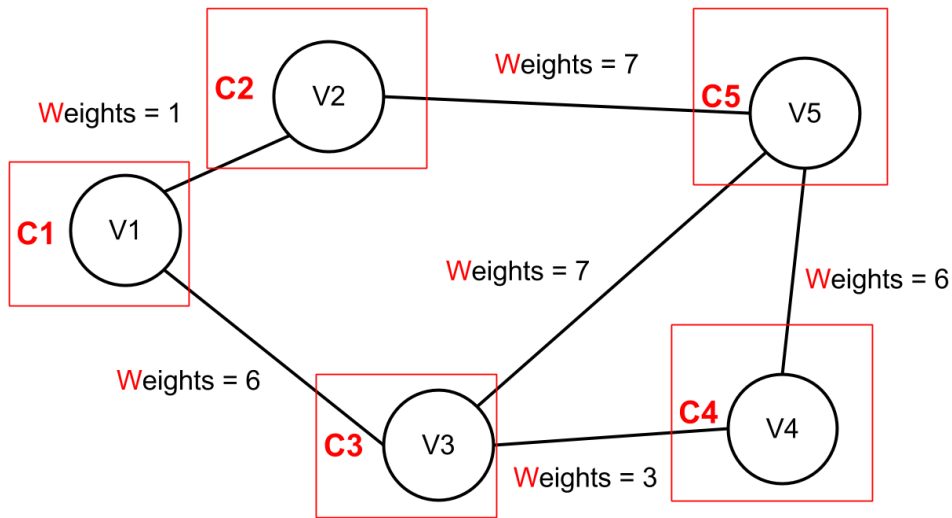 Weights = 7
C2
V2
C5
V5
Weights = 1
C1
V1
Weights = 7
Weights = 6
Weights = 6
C3
V3
C4
V4
Weights = 3